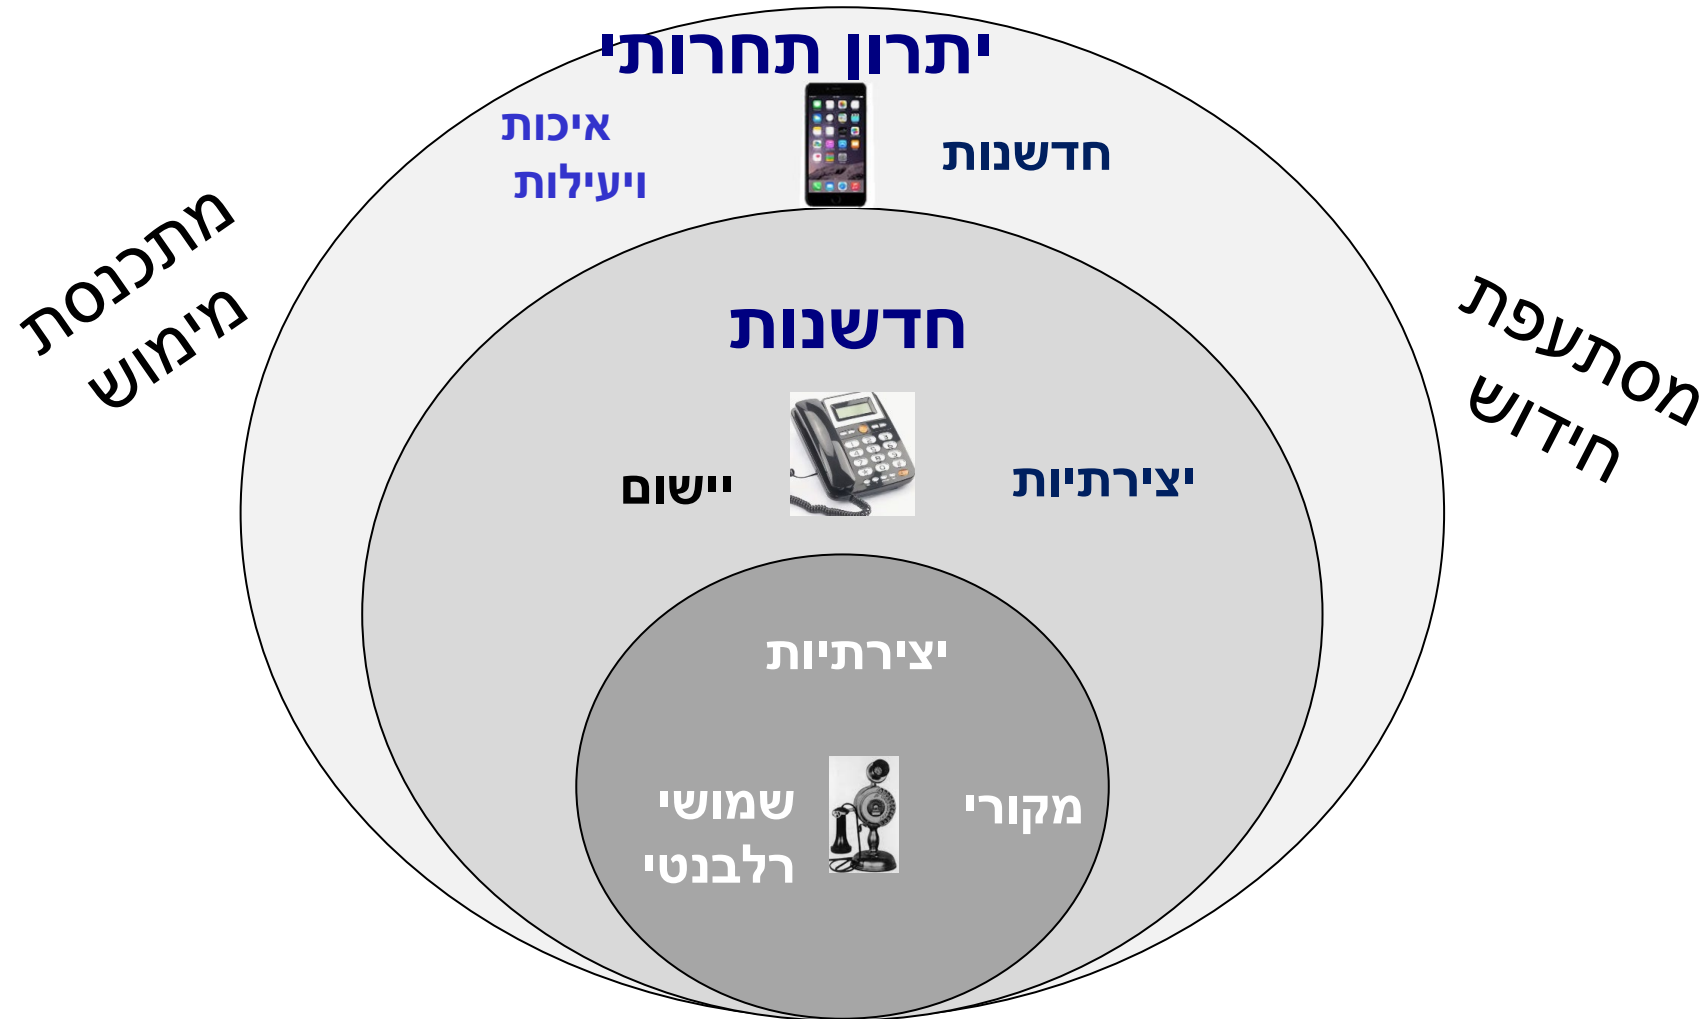 יתרון תחרותי
חדשנות
איכות
ויעילות
מסתעפת
חידוש
מתכנסת
מימוש
חדשנות
יצירתיות
יישום
יצירתיות
מקורי
שמושי
רלבנטי